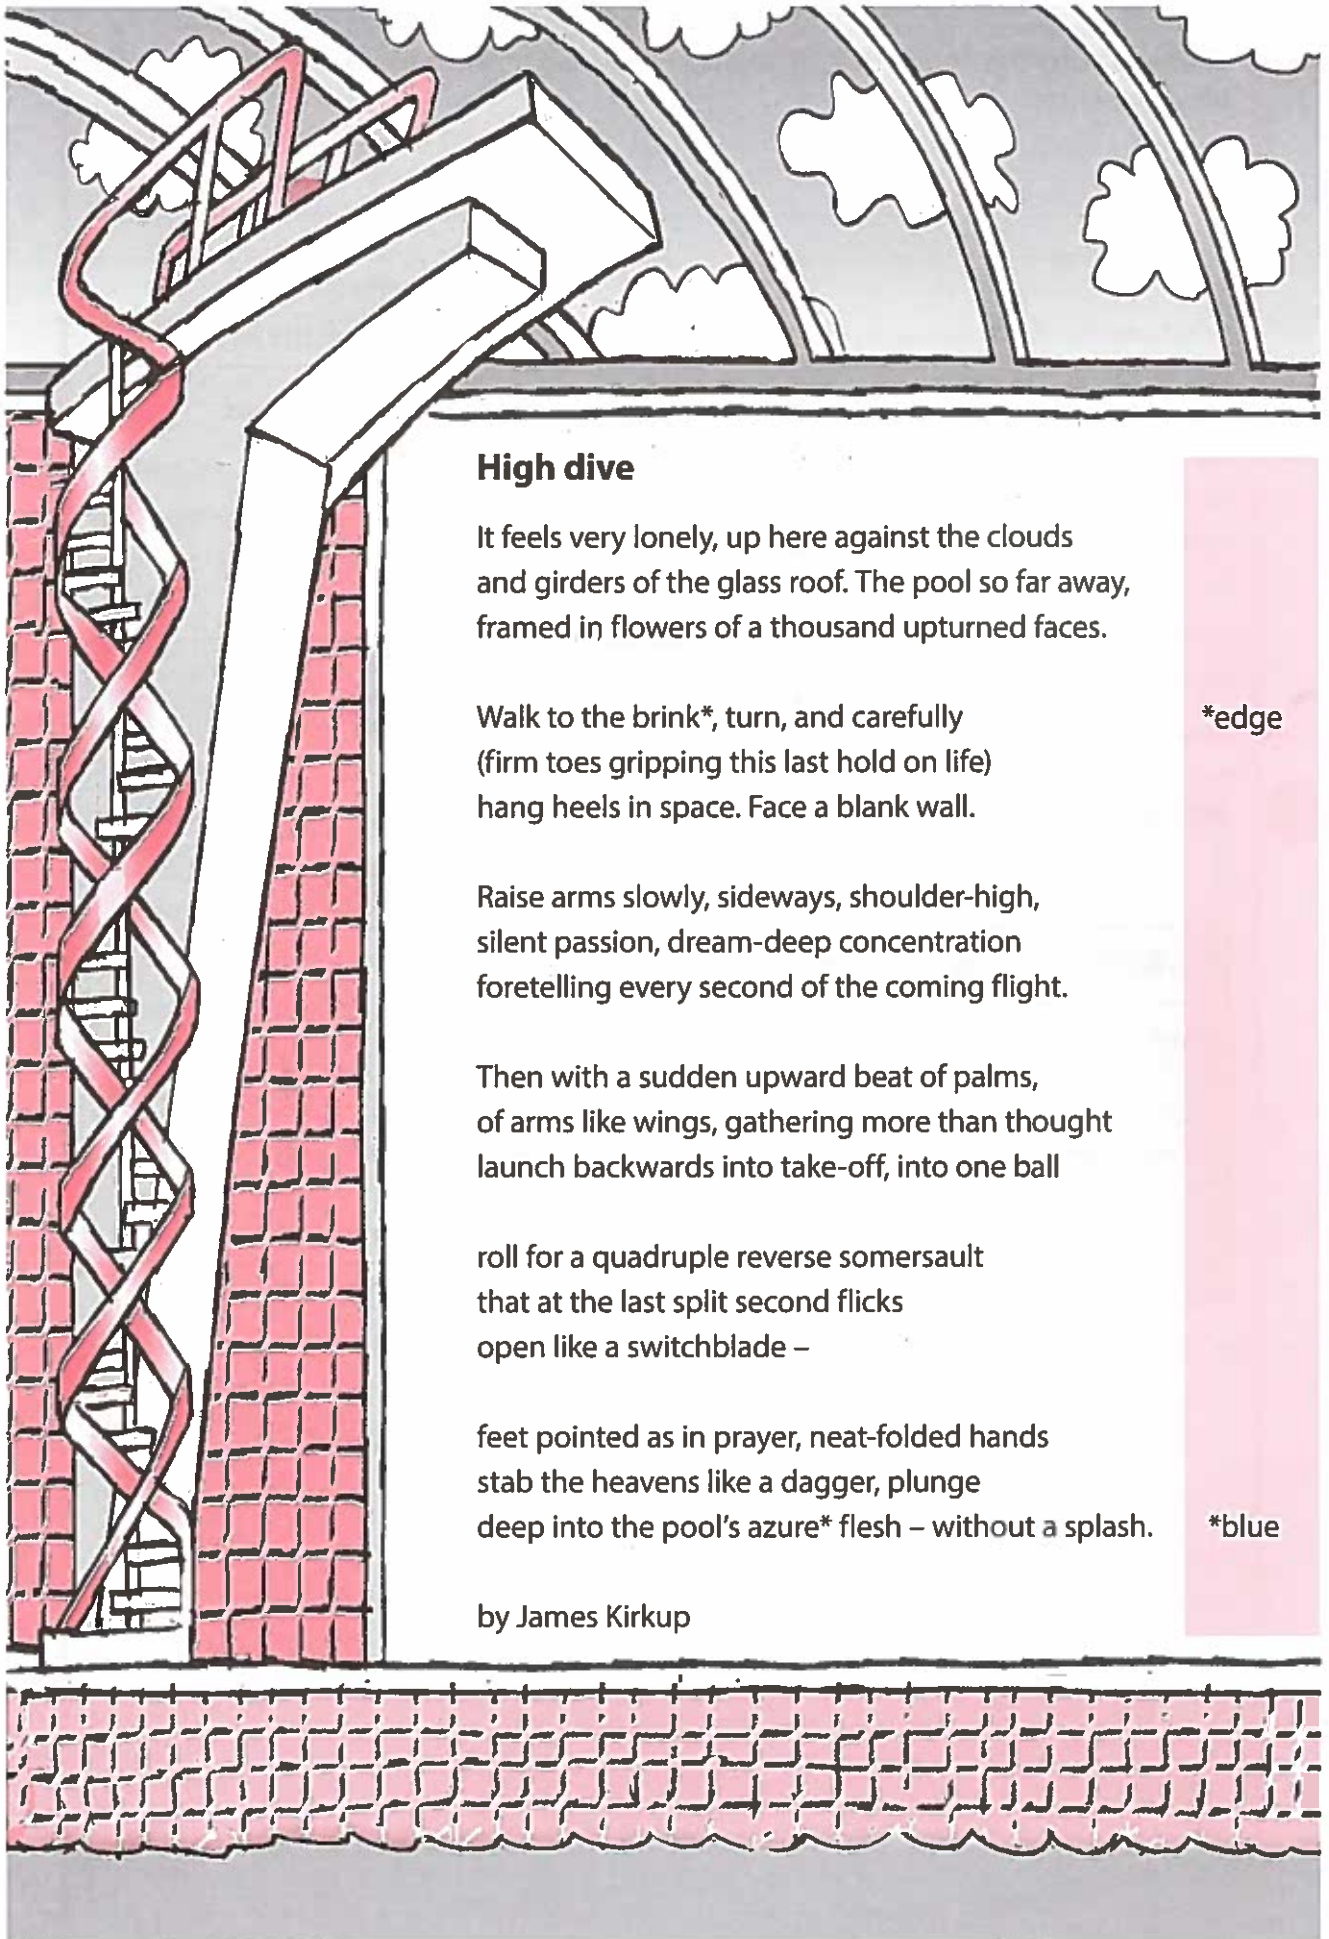 High dive
It feels very lonely, up here against the clouds
and girders of the glass roof. The pool so far away,
framed in flowers of a thousand upturned faces.
Walk to the brink*, turn, and carefully
*edge
(firm toes gripping this last hold on life)
hang heels in space. Face a blank wall.
Raise arms slowly, sideways, shoulder-high,
silent passion, dream-deep concentration
foretelling every second of the coming flight.
Then with a sudden upward beat of palms,
of arms like wings, gathering more than thought
launch backwards into take-off, into one ball
roll for a quadruple reverse somersault
that at the last split second flicks
open like a switchblade –
feet pointed as in prayer, neat-folded hands
stab the heavens like a dagger, plunge
deep into the pool's azure* flesh – without a splash.
*blue
by James Kirkup